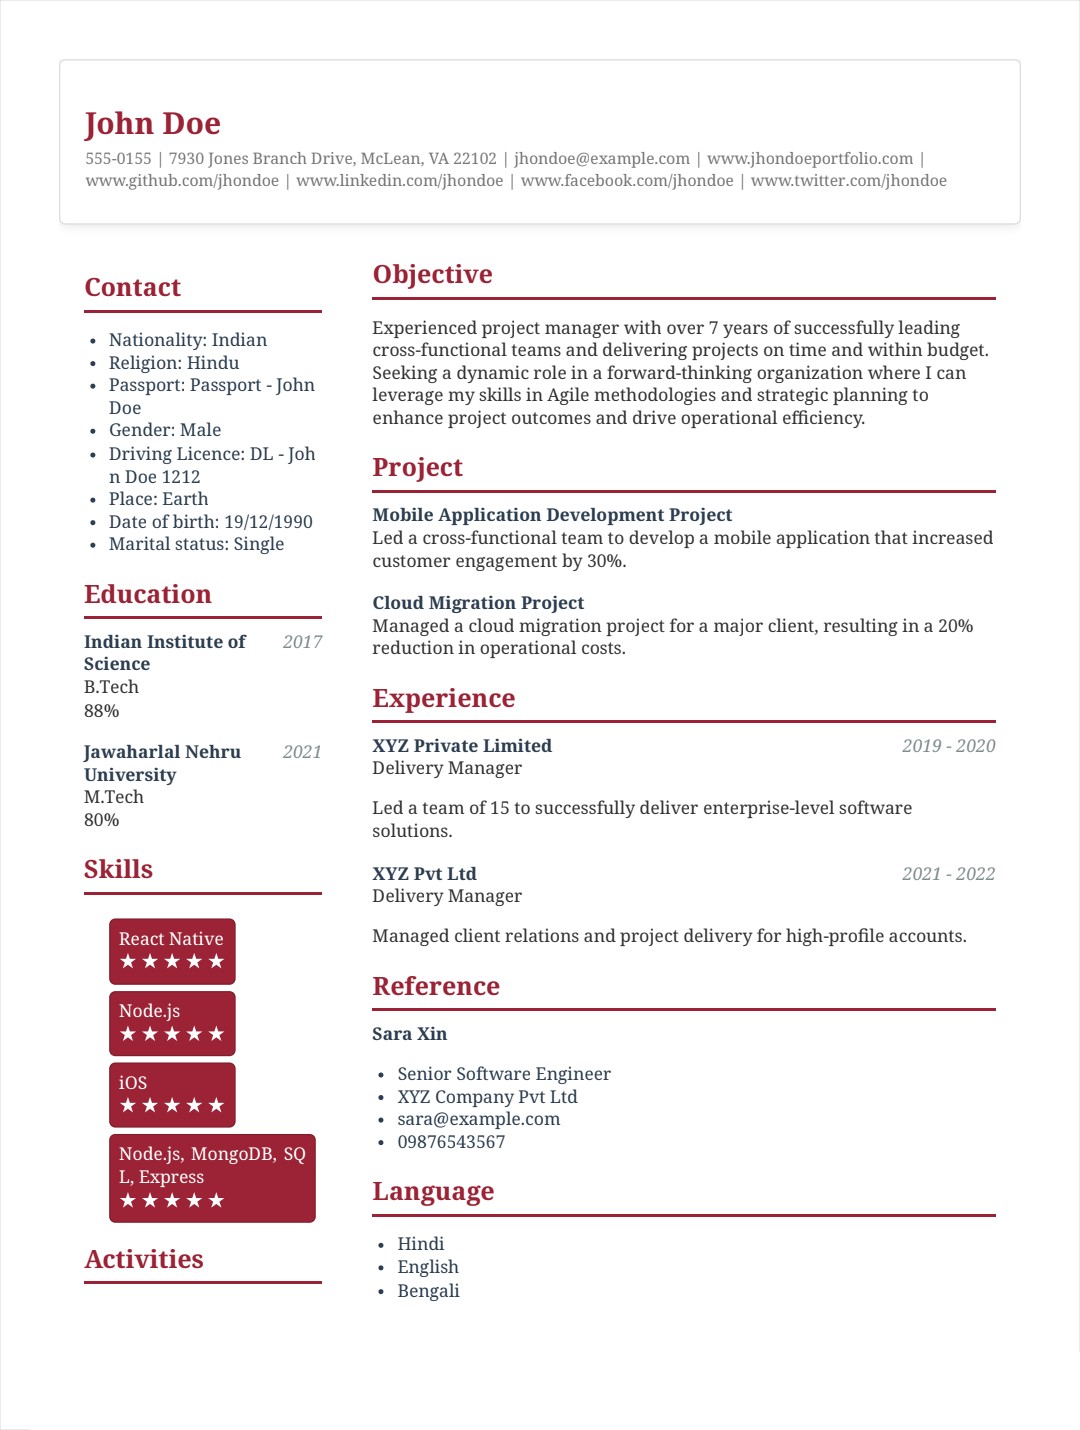 John Doe
555-0155 | 7930 Jones Branch Drive, McLean, VA 22102 | jhondoe@example.com | www.jhondoeportfolio.com |
www.github.com/jhondoe | www.linkedin.com/jhondoe | www.facebook.com/jhondoe | www.twitter.com/jhondoe
Contact
• Nationality: Indian
• Religion: Hindu
• Passport: Passport - John
Doe
• Gender: Male
• Driving Licence: DL - Joh
n Doe 1212
• Place: Earth
• Date of birth: 19/12/1990
• Marital status: Single
Education
Indian Institute of 2017
Science
B.Tech
88%
Jawaharlal Nehru 2021
University
M.Tech
80%
Skills
React Native
★ ★ ★ ★ ★
Node.js
★ ★ ★ ★ ★
iOS
★ ★ ★ ★ ★
Node.js, MongoDB, SQ
L, Express
★ ★ ★ ★ ★
Activities
Objective
Experienced project manager with over 7 years of successfully leading
cross-functional teams and delivering projects on time and within budget.
Seeking a dynamic role in a forward-thinking organization where I can
leverage my skills in Agile methodologies and strategic planning to
enhance project outcomes and drive operational efficiency.
Project
Mobile Application Development Project
Led a cross-functional team to develop a mobile application that increased
customer engagement by 30%.
Cloud Migration Project
Managed a cloud migration project for a major client, resulting in a 20%
reduction in operational costs.
Experience
XYZ Private Limited 2019 - 2020
Delivery Manager
Led a team of 15 to successfully deliver enterprise-level software
solutions.
XYZ Pvt Ltd 2021 - 2022
Delivery Manager
Managed client relations and project delivery for high-profile accounts.
Reference
Sara Xin
• Senior Software Engineer
• XYZ Company Pvt Ltd
• sara@example.com
• 09876543567
Language
• Hindi
• English
• Bengali